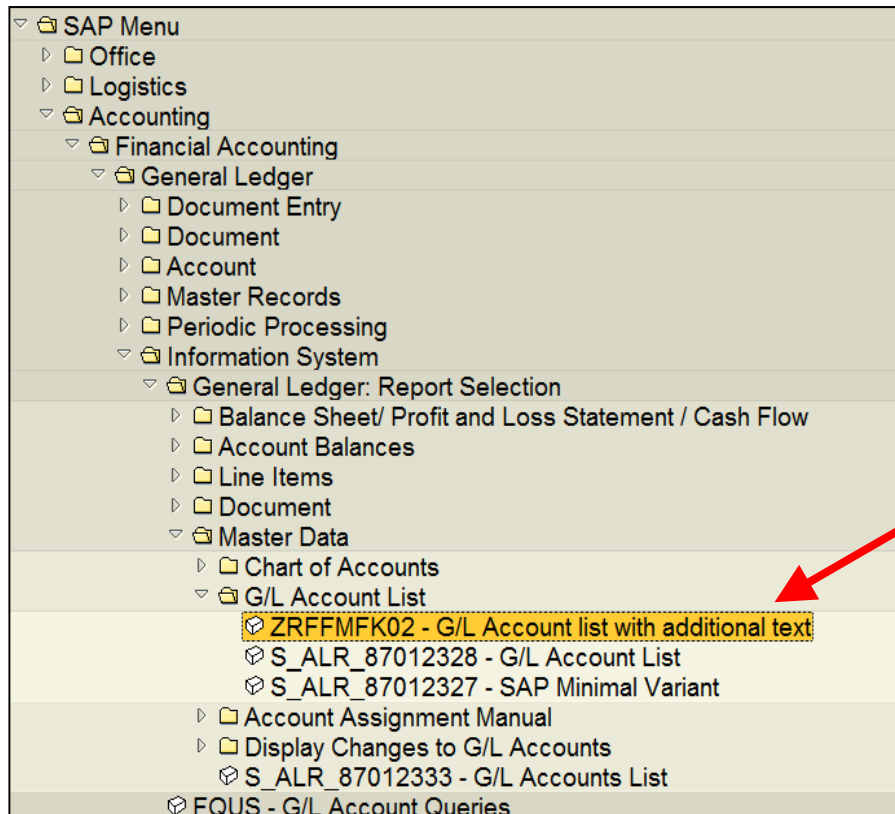 SAP Menu
Office
Logistics
Accounting
Financial Accounting
General Ledger
Document Entry
Document
Account
Master Records
Periodic Processing
Information System
General Ledger: Report Selection
Balance Sheet/ Profit and Loss Statement / Cash Flow
Account Balances
Line Items
Document
Master Data
Chart of Accounts
G/L Account List
ZRFFMFK02 - G/L Account list with additional text
S_ALR_87012328 - G/L Account List
S_ALR_87012327 - SAP Minimal Variant
Account Assignment Manual
Display Changes to G/L Accounts
S_ALR_87012333 - G/L Accounts List
FQUS - G/L Account Queries